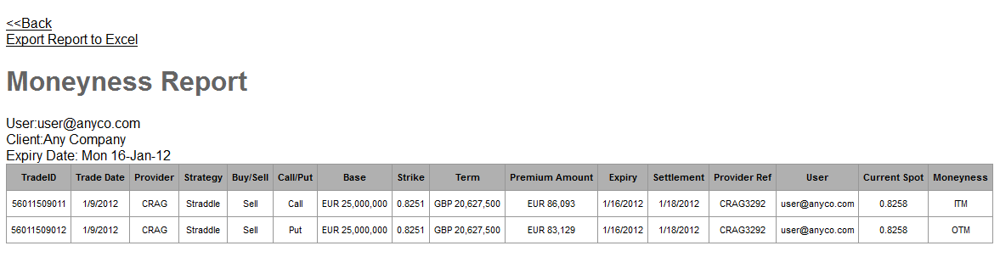 <<Back
Export Report to Excel
Moneyness Report
User:user@anyco.com
Client:Any Company
Expiry Date: Mon 16-Jan-12
TradeID Trade Date Provider Strategy Buy/Sell Call/Put Base Strike Term Premium Amount Expiry Settlement Provider Ref User Current Spot Moneyness
56011509011 1/9/2012 CRAG Straddle Sell Call EUR 25,000,000 0.8251 GBP 20,627,500 EUR 86,093 1/16/2012 1/18/2012 CRAG3292 user@anyco.com 0.8258 ITM
56011509012 1/9/2012 CRAG Straddle Sell Put EUR 25,000,000 0.8251 GBP 20,627,500 EUR 83,129 1/16/2012 1/18/2012 CRAG3292 user@anyco.com 0.8258 OTM